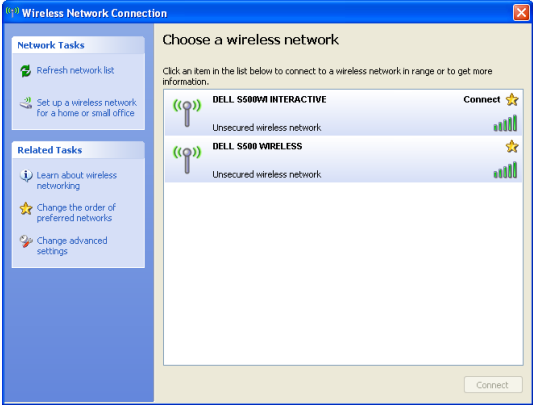 Wireless Network Connection
Network Tasks
Refresh network list
Set up a wireless network
for a home or small office
Related Tasks
Learn about wireless
networking
Change the order of
preferred networks
Change advanced
settings
Choose a wireless network
Click an item in the list below to connect to a wireless network in range or to get more
information.
DELL S500WI INTERACTIVE Connect
Unsecured wireless network
DELL S500 WIRELESS
Unsecured wireless network
Connect